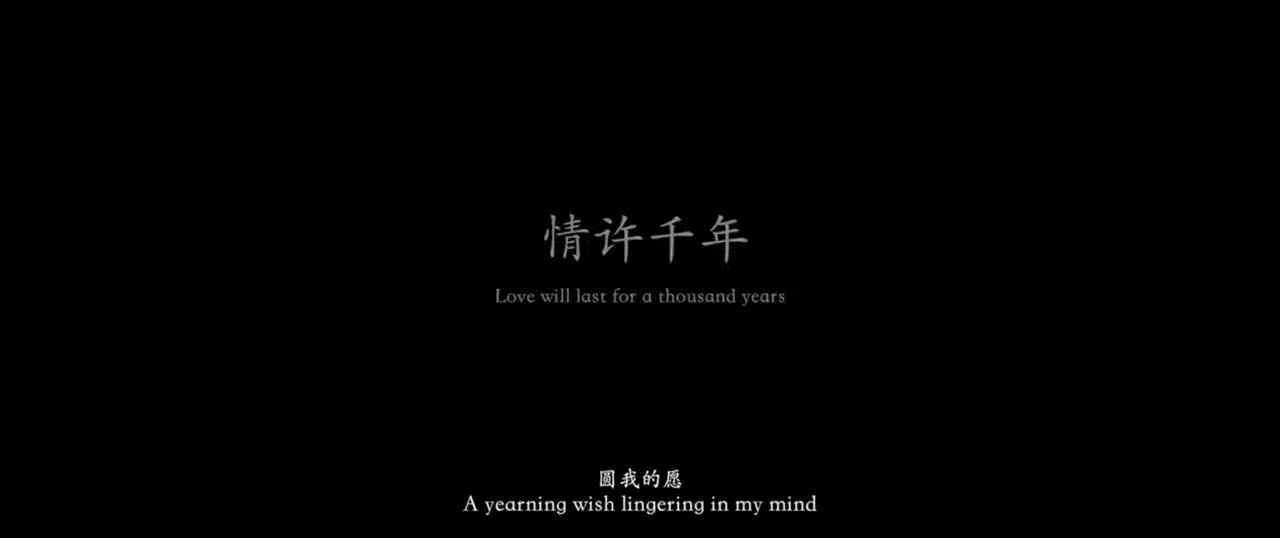 情许千年
Love will last for a thousand years
圆我的愿
A yearning wish lingering in my mind